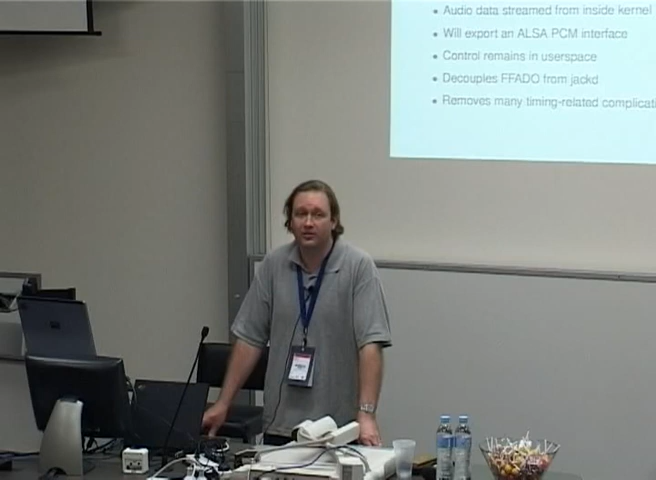 • Audio data streamed from inside kernel
• Will export an ALSA PCM interface
• Control remains in userspace
• Decouples FFADO from jackd
• Removes many timing-related